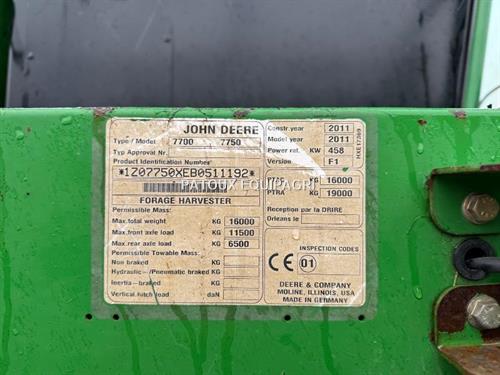 JOHN DEERE
Type / Model 7700 7750
Typ Approval Nr.
Product Identification Number
*1Z07750XEB0511192*
PATOUX EQUIPAGRI
FORAGE HARVESTER
Permissible Mass:
Max.total weight KG 16000
Max.front axle load KG 11500
Max.rear axle load KG 6500
Permissible Towable Mass:
Non braked KG
Hydraulic-/Pneumatic braked KG
Inertia-braked KG
Vertical hitch load daN
Constr.year 2011
Model year 2011
Power rat. KW 458
Version F1
KG 16000
PTRA KG 19000
Reception par la DRIRE
Orleans le
INSPECTION CODES
CE 01
DEERE & COMPANY
MOLINE, ILLINOIS, USA
MADE IN GERMANY